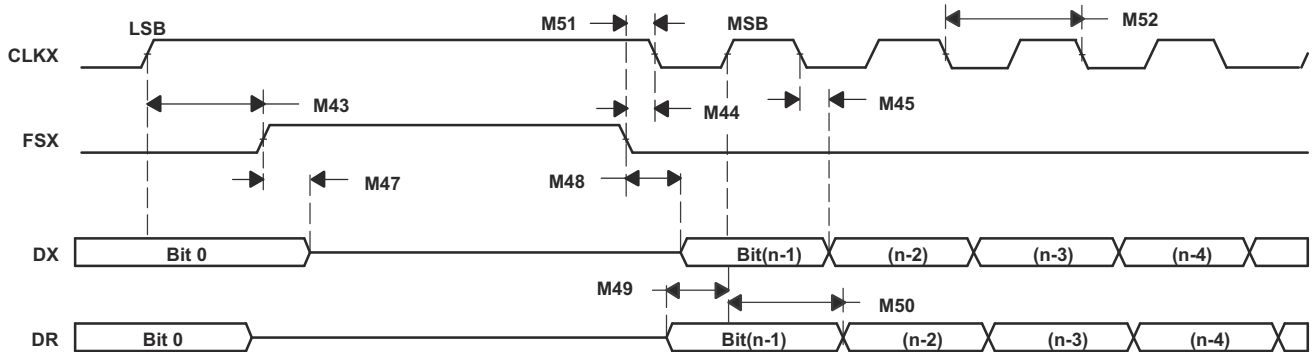 LSB M51 MSB M52
CLKX
M43 M44 M45
FSX
M47 M48
DX Bit 0 Bit(n-1) (n-2) (n-3) (n-4)
M49 M50
DR Bit 0 Bit(n-1) (n-2) (n-3) (n-4)